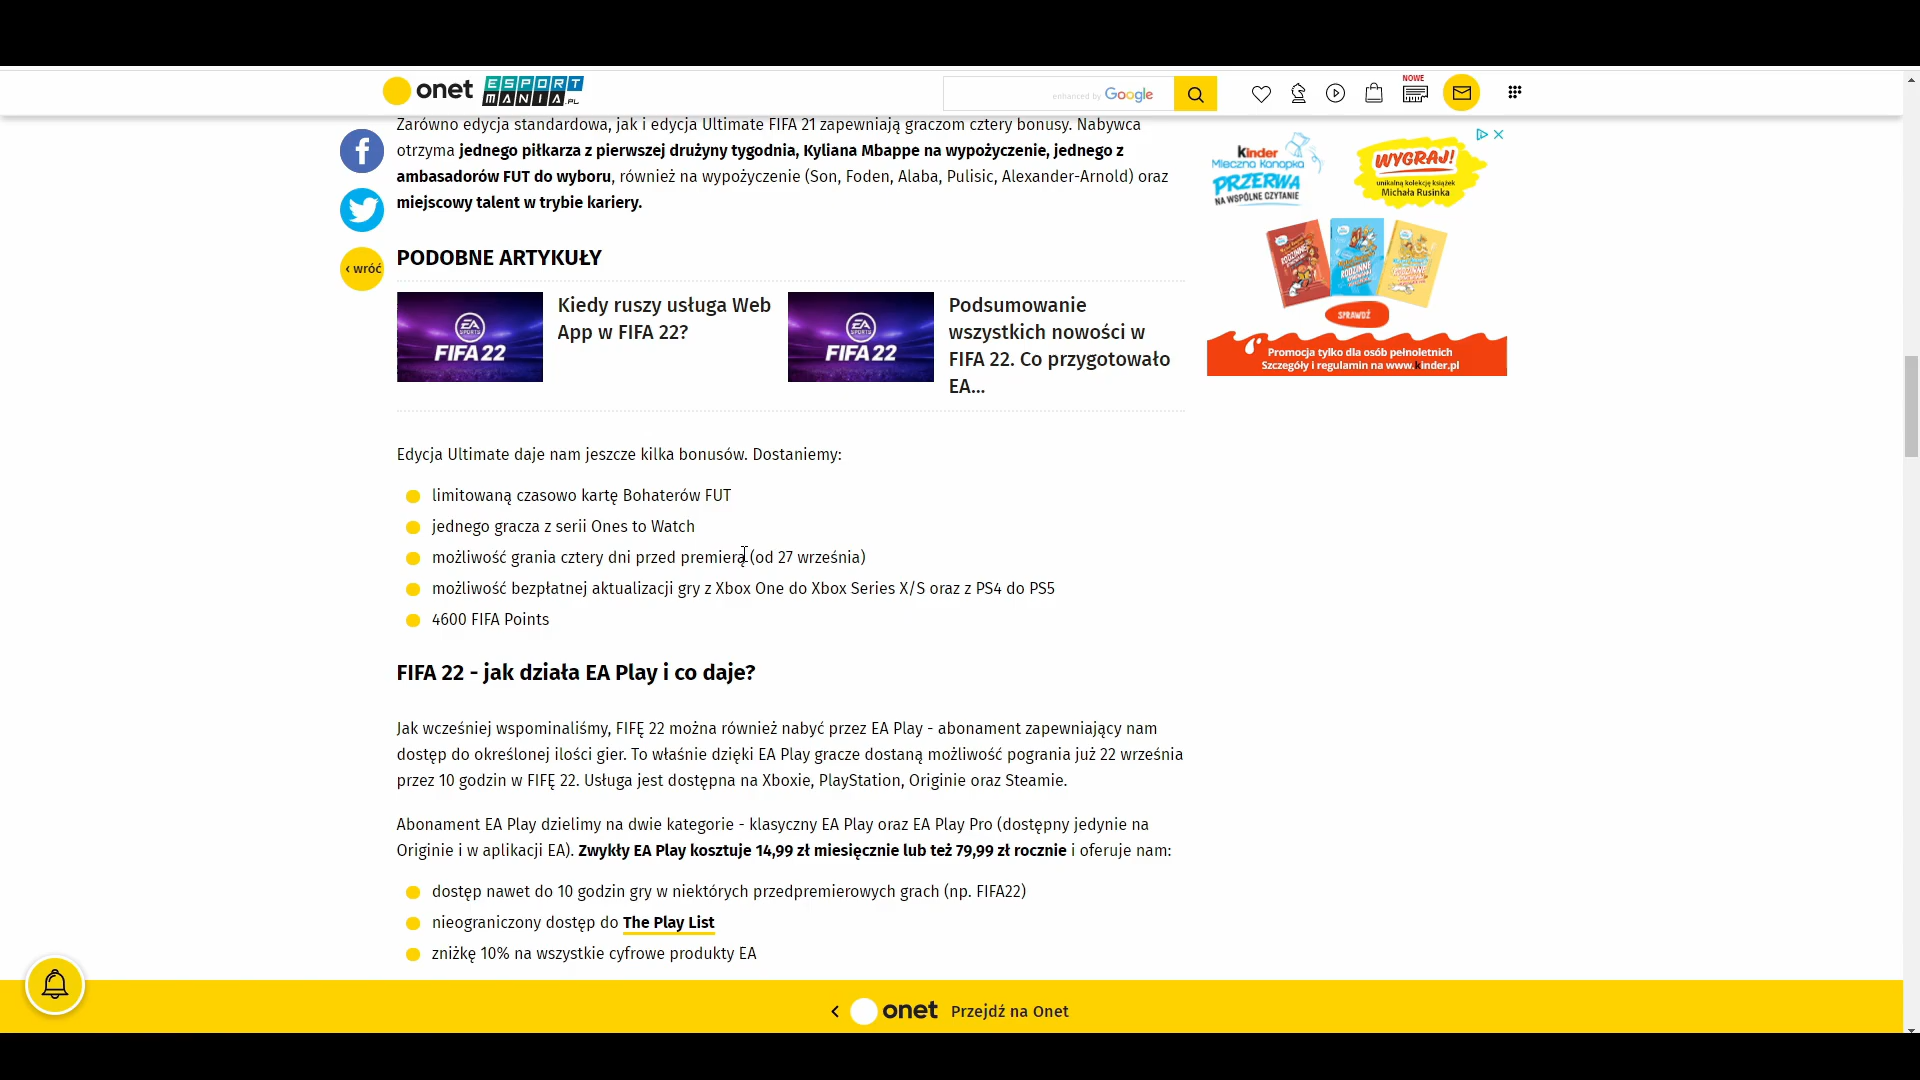 onet ESPORT MANIA.PL
enhanced by Google
NOWE
Zarówno edycja standardowa, jak i edycja Ultimate FIFA 21 zapewniają graczom cztery bonusy. Nabywca
otrzyma jednego piłkarza z pierwszej drużyny tygodnia, Kyliana Mbappe na wypożyczenie, jednego z
ambasadorów FUT do wyboru, również na wypożyczenie (Son, Foden, Alaba, Pulisic, Alexander-Arnold) oraz
miejscowy talent w trybie kariery.
‹ wróć
PODOBNE ARTYKUŁY
EA SPORTS
FIFA 22
Kiedy ruszy usługa Web
App w FIFA 22?
EA SPORTS
FIFA 22
Podsumowanie
wszystkich nowości w
FIFA 22. Co przygotowało
EA...
Kinder
Mleczna Kanapka
PRZERWA
NA WSPÓLNE CZYTANIE
WYGRAJ!
unikalną kolekcję książek
Michała Rusinka
SPRAWDŹ
Promocja tylko dla osób pełnoletnich
Szczegóły i regulamin na www.kinder.pl
Edycja Ultimate daje nam jeszcze kilka bonusów. Dostaniemy:
limitowaną czasowo kartę Bohaterów FUT
jednego gracza z serii Ones to Watch
możliwość grania cztery dni przed premierą (od 27 września)
możliwość bezpłatnej aktualizacji gry z Xbox One do Xbox Series X/S oraz z PS4 do PS5
4600 FIFA Points
FIFA 22 - jak działa EA Play i co daje?
Jak wcześniej wspominaliśmy, FIFĘ 22 można również nabyć przez EA Play - abonament zapewniający nam
dostęp do określonej ilości gier. To właśnie dzięki EA Play gracze dostaną możliwość pogrania już 22 września
przez 10 godzin w FIFĘ 22. Usługa jest dostępna na Xboxie, PlayStation, Originie oraz Steamie.
Abonament EA Play dzielimy na dwie kategorie - klasyczny EA Play oraz EA Play Pro (dostępny jedynie na
Originie i w aplikacji EA). Zwykły EA Play kosztuje 14,99 zł miesięcznie lub też 79,99 zł rocznie i oferuje nam:
dostęp nawet do 10 godzin gry w niektórych przedpremierowych grach (np. FIFA22)
nieograniczony dostęp do The Play List
zniżkę 10% na wszystkie cyfrowe produkty EA
‹ onet Przejdź na Onet